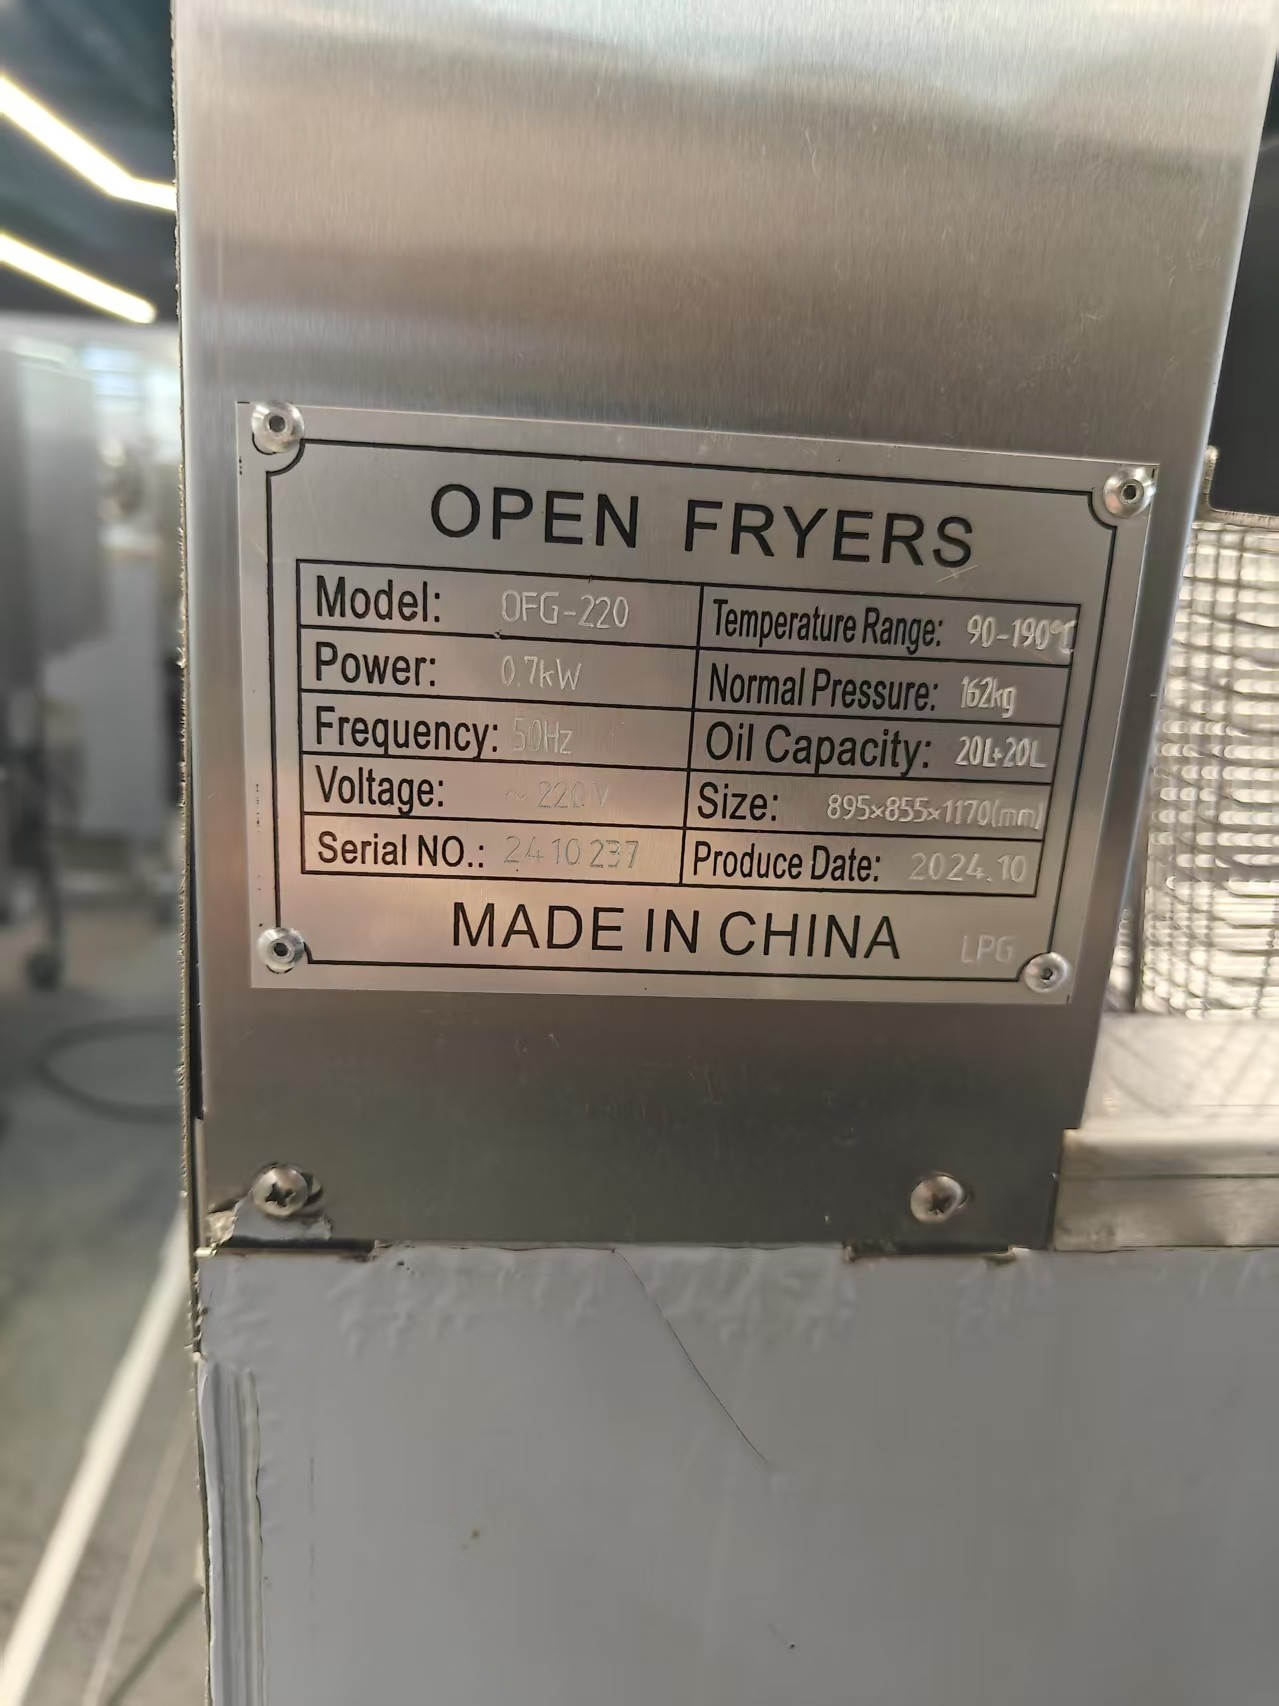 OPEN FRYERS
Model: OFG-220
Temperature Range: 90-190℃
Power: 0.7kW
Normal Pressure: 162kg
Frequency: 50Hz
Oil Capacity: 20L+20L
Voltage: ~ 220V
Size: 895×855×1170(mm)
Serial NO.: 2410237
Produce Date: 2024.10
MADE IN CHINA
LPG